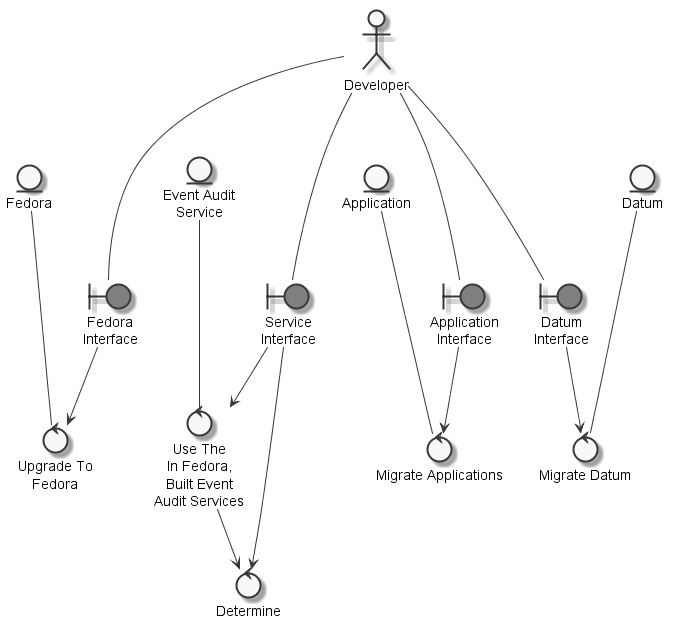 Developer
Fedora
Event Audit
Service
Application
Datum
Fedora
Interface
Service
Interface
Application
Interface
Datum
Interface
Upgrade To
Fedora
Use The
In Fedora,
Built Event
Audit Services
Migrate Applications
Migrate Datum
Determine